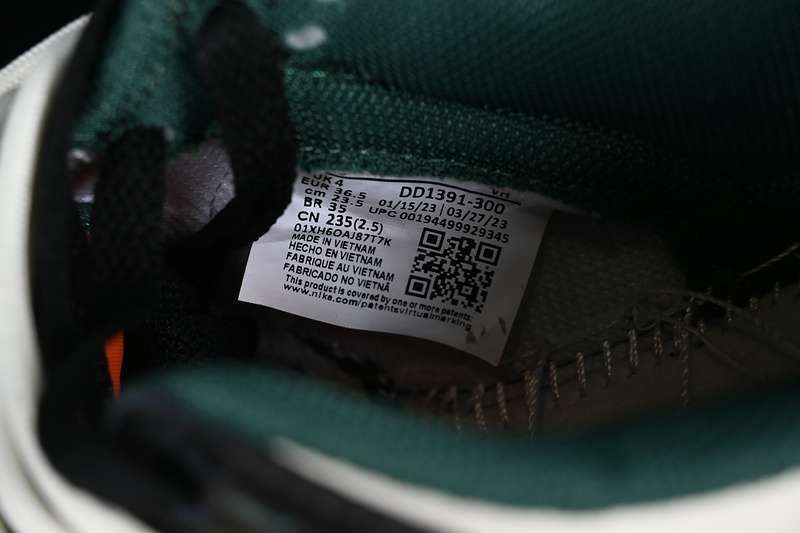 UK 4
EUR 36.5
cm 23.5
BR 35
CN 235(2.5)
DD1391-300
VH
01/15/23 | 03/27/23
UPC 00194499929345
01XH6OAJ87T7K
MADE IN VIETNAM
HECHO EN VIETNAM
FABRIQUE AU VIETNAM
FABRICADO NO VIETNÃ
This product is covered by one or more patents:
www.nike.com/patentsvirtualmarking